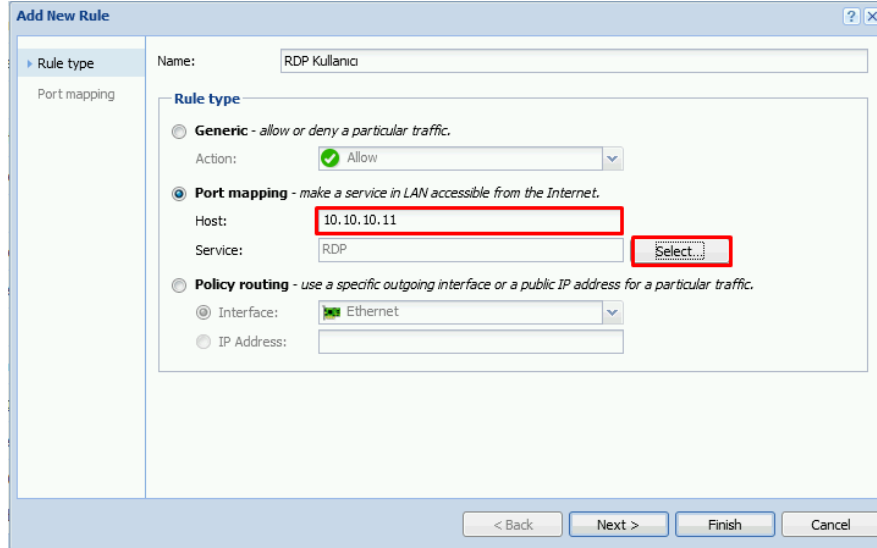 Add New Rule
Rule type
Port mapping
Name: RDP Kullanıcı
Rule type
Generic - allow or deny a particular traffic.
Action: Allow
Port mapping - make a service in LAN accessible from the Internet.
Host: 10.10.10.11
Service: RDP Select...
Policy routing - use a specific outgoing interface or a public IP address for a particular traffic.
Interface: Ethernet
IP Address:
< Back Next > Finish Cancel